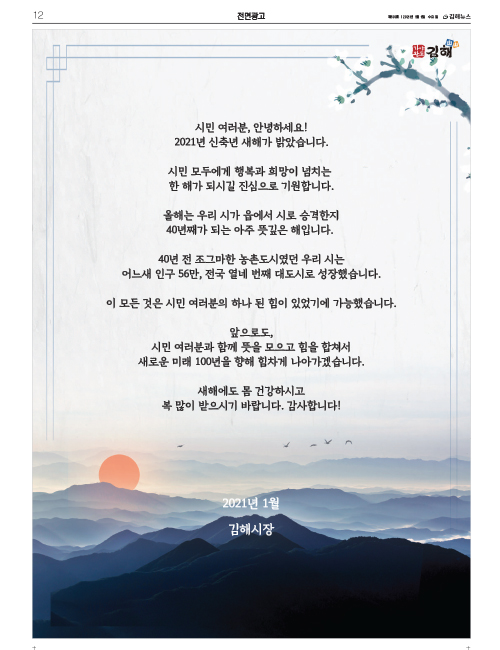 12
전면광고
김해뉴스
김해
시민 여러분, 안녕하세요!
2021년 신축년 새해가 밝았습니다.
시민 모두에게 행복과 희망이 넘치는
한 해가 되시길 진심으로 기원합니다.
올해는 우리 시가 읍에서 시로 승격한지
40년째가 되는 아주 뜻깊은 해입니다.
40년 전 조그마한 농촌도시였던 우리 시는
어느새 인구 56만, 전국 열네 번째 대도시로 성장했습니다.
이 모든 것은 시민 여러분의 하나 된 힘이 있었기에 가능했습니다.
앞으로도,
시민 여러분과 함께 뜻을 모으고 힘을 합쳐서
새로운 미래 100년을 향해 힘차게 나아가겠습니다.
새해에도 몸 건강하시고
복 많이 받으시기 바랍니다. 감사합니다!
2021년 1월
김해시장